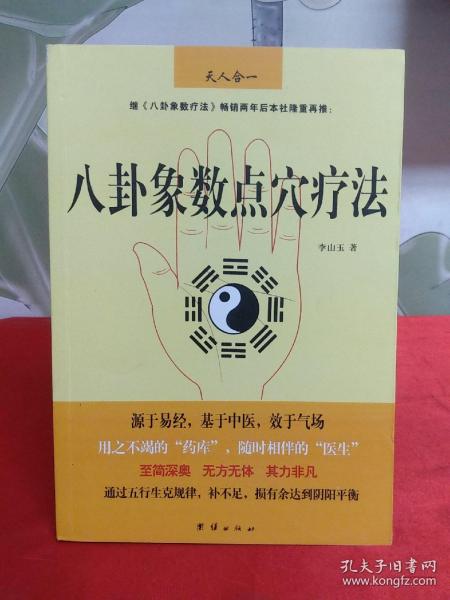 天人合一
继《八卦象数疗法》畅销两年后本社隆重再推：
八卦象数点穴疗法
李山玉 著
源于易经，基于中医，效于气场
用之不竭的“药库”，随时相伴的“医生”
至简深奥 无方无体 其力非凡
通过五行生克规律，补不足，损有余达到阴阳平衡
团结出版社
孔夫子旧书网
www.kongfz.com